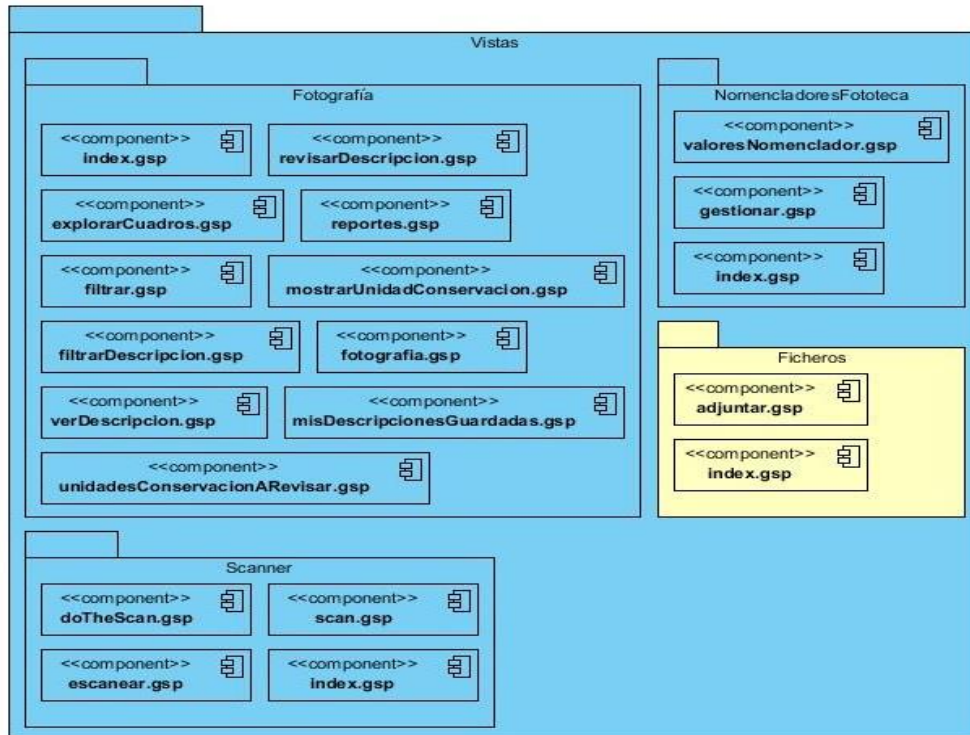 Vistas
Fotografía
<<component>>
index.gsp
<<component>>
revisarDescripcion.gsp
<<component>>
explorarCuadros.gsp
<<component>>
reportes.gsp
<<component>>
filtrar.gsp
<<component>>
mostrarUnidadConservacion.gsp
<<component>>
filtrarDescripcion.gsp
<<component>>
fotografia.gsp
<<component>>
verDescripcion.gsp
<<component>>
misDescripcionesGuardadas.gsp
<<component>>
unidadesConservacionARevisar.gsp
NomencladoresFototeca
<<component>>
valoresNomenclador.gsp
<<component>>
gestionar.gsp
<<component>>
index.gsp
Ficheros
<<component>>
adjuntar.gsp
<<component>>
index.gsp
Scanner
<<component>>
doTheScan.gsp
<<component>>
scan.gsp
<<component>>
escanear.gsp
<<component>>
index.gsp